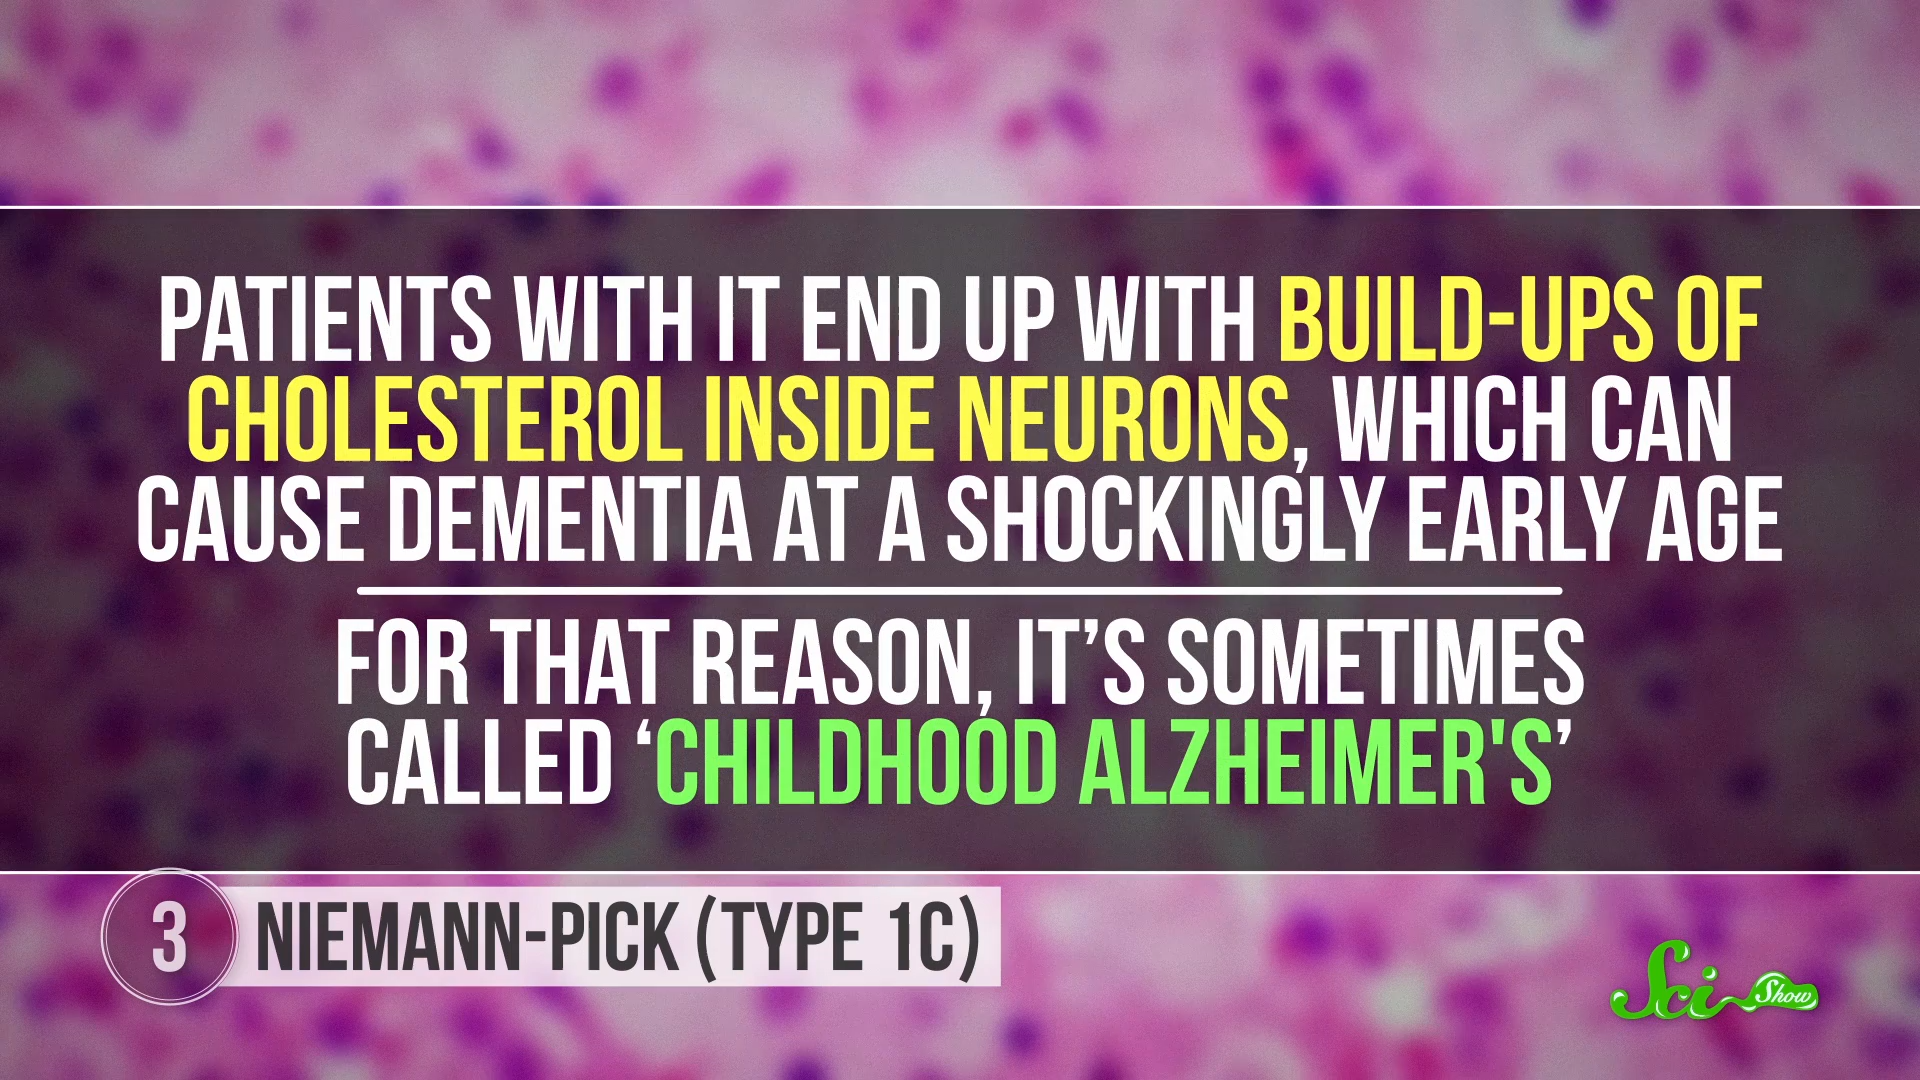 PATIENTS WITH IT END UP WITH BUILD-UPS OF
CHOLESTEROL INSIDE NEURONS, WHICH CAN
CAUSE DEMENTIA AT A SHOCKINGLY EARLY AGE
FOR THAT REASON, IT’S SOMETIMES
CALLED ‘CHILDHOOD ALZHEIMER'S’
3 NIEMANN-PICK (TYPE 1C)
Sci Show